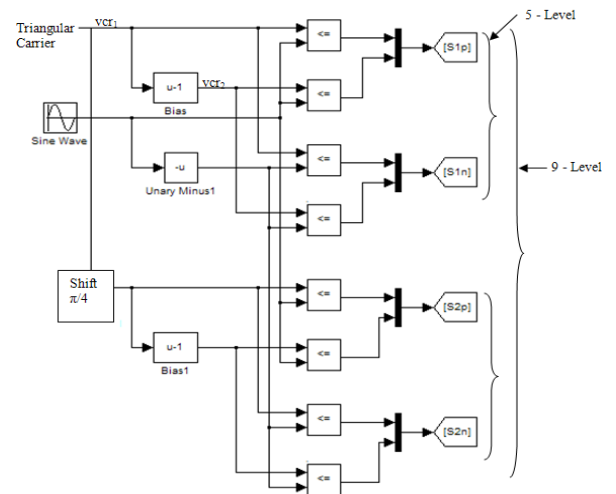 5 - Level
Triangular
Carrier
vcr1
<=
[S1p]
u-1
Bias
vcr2
<=
Sine Wave
<=
[S1n]
9 - Level
-u
Unary Minus1
<=
Shift
π/4
<=
[S2p]
u-1
Bias1
<=
<=
[S2n]
<=